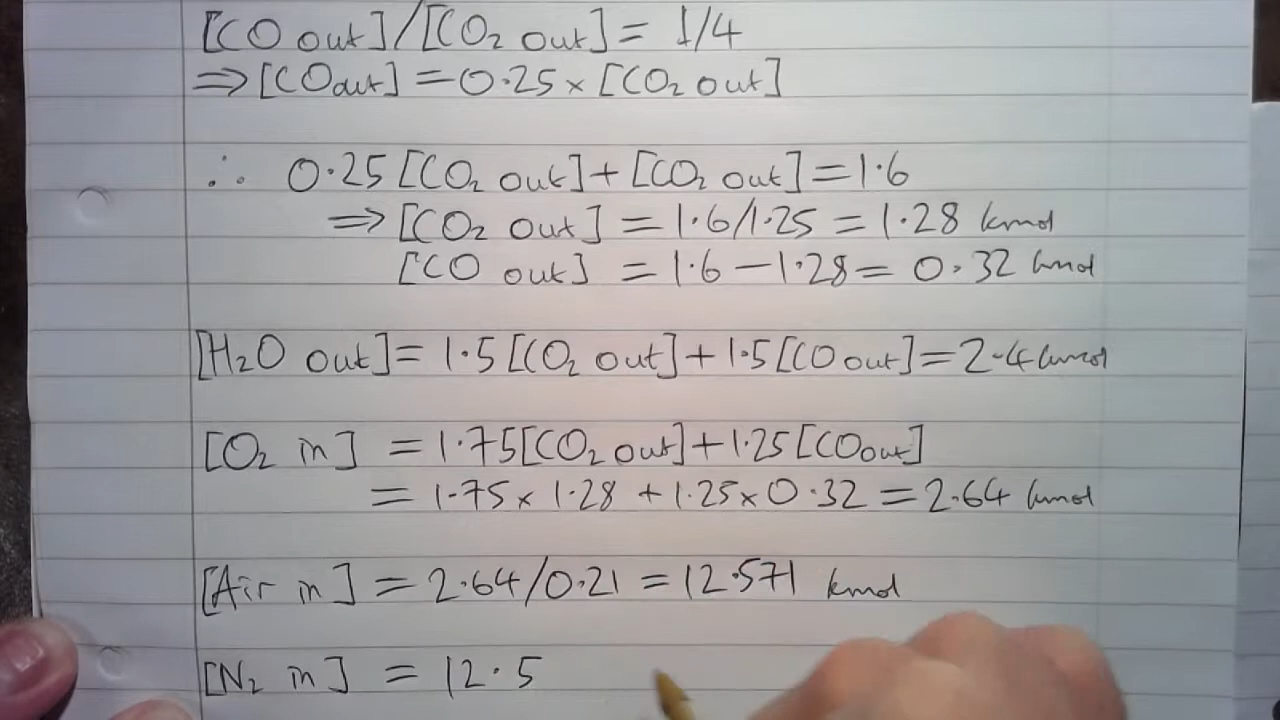 [CO out]/[CO₂ out] = 1/4
⇒ [CO out] = 0.25 × [CO₂ out]
∴ 0.25 [CO₂ out] + [CO₂ out] = 1.6
⇒ [CO₂ out] = 1.6/1.25 = 1.28 kmol
[CO out] = 1.6 - 1.28 = 0.32 kmol
[H₂O out] = 1.5 [CO₂ out] + 1.5 [CO out] = 2.4 kmol
[O₂ in] = 1.75 [CO₂ out] + 1.25 [CO out]
= 1.75 × 1.28 + 1.25 × 0.32 = 2.64 kmol
[Air in] = 2.64/0.21 = 12.571 kmol
[N₂ in] = 12.5